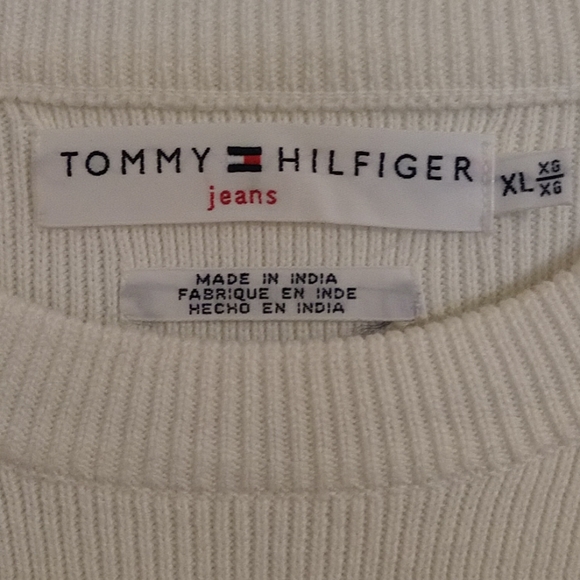 TOMMY HILFIGER
jeans
XL XG
XG
MADE IN INDIA
FABRIQUE EN INDE
HECHO EN INDIA